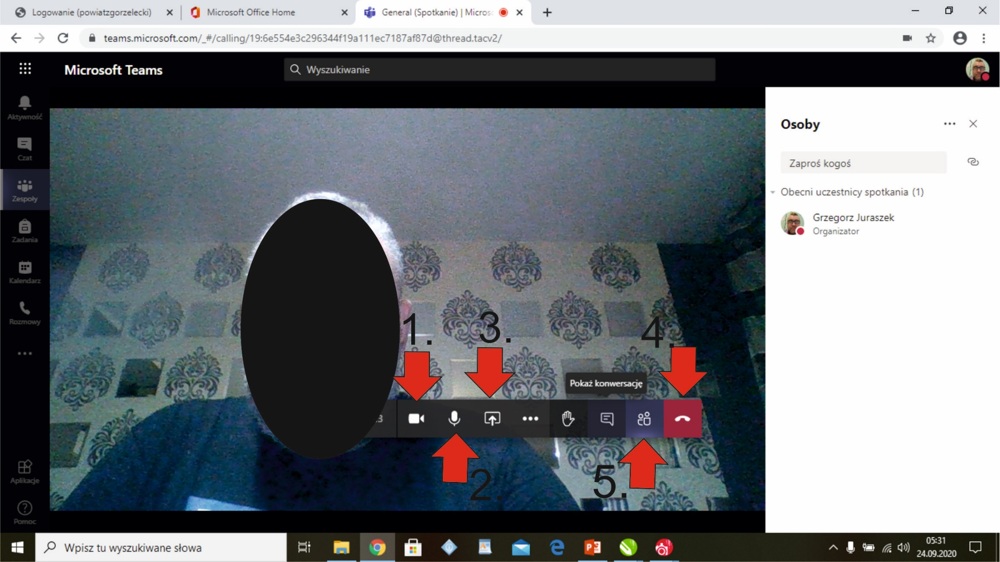 Logowanie (powiatzgorzelecki)
Microsoft Office Home
General (Spotkanie) | Micros
teams.microsoft.com/_#/calling/19:6e554e3c296344f19a111ec7187af87d@thread.tacv2/
Microsoft Teams
Wyszukiwanie
Aktywność
Czat
Zespoły
Zadania
Kalendarz
Rozmowy
Aplikacje
Pomoc
1.
3.
4.
Pokaż konwersację
3
2.
5.
Osoby
Zaproś kogoś
Obecni uczestnicy spotkania (1)
Grzegorz Juraszek
Organizator
Wpisz tu wyszukiwane słowa
05:31
24.09.2020